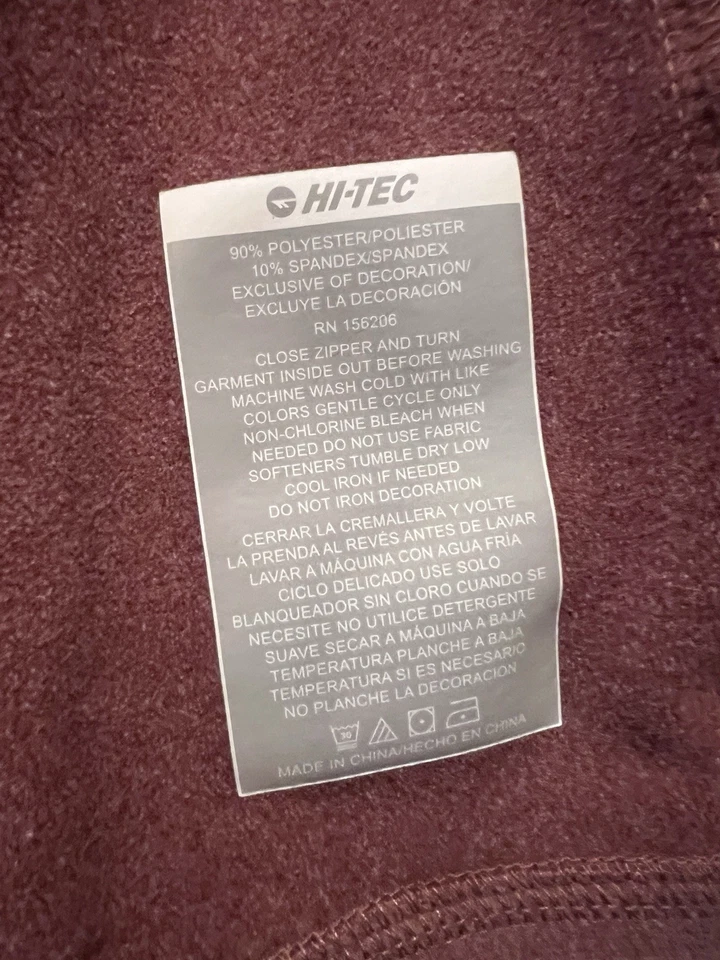 HI-TEC
90% POLYESTER/POLIESTER
10% SPANDEX/SPANDEX
EXCLUSIVE OF DECORATION/
EXCLUYE LA DECORACIÓN
RN 156206
CLOSE ZIPPER AND TURN
GARMENT INSIDE OUT BEFORE WASHING
MACHINE WASH COLD WITH LIKE
COLORS GENTLE CYCLE ONLY
NON-CHLORINE BLEACH WHEN
NEEDED DO NOT USE FABRIC
SOFTENERS TUMBLE DRY LOW
COOL IRON IF NEEDED
DO NOT IRON DECORATION
CERRAR LA CREMALLERA Y VOLTE
LA PRENDA AL REVÉS ANTES DE LAVAR
LAVAR A MÁQUINA CON AGUA FRÍA
CICLO DELICADO USE SOLO
BLANQUEADOR SIN CLORO CUANDO SE
NECESITE NO UTILICE DETERGENTE
SUAVE SECAR A MÁQUINA A BAJA
TEMPERATURA PLANCHE A BAJA
TEMPERATURA SI ES NECESARIO
NO PLANCHE LA DECORACIÓN
30
MADE IN CHINA/HECHO EN CHINA